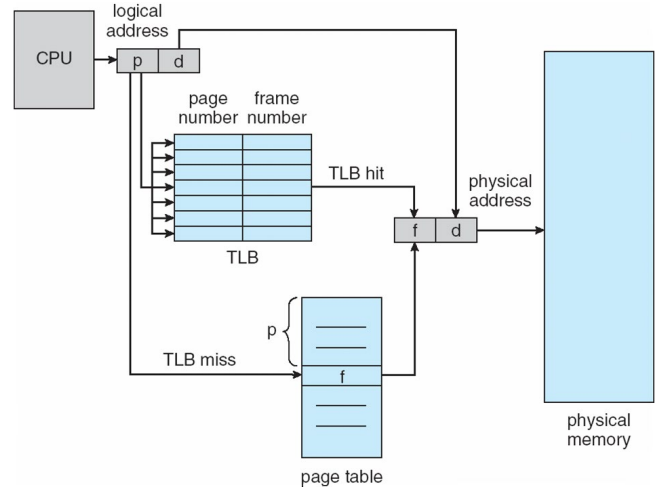 logical
address
CPU
p
d
page
number
frame
number
TLB hit
physical
address
f
d
TLB
p
TLB miss
f
physical
memory
page table